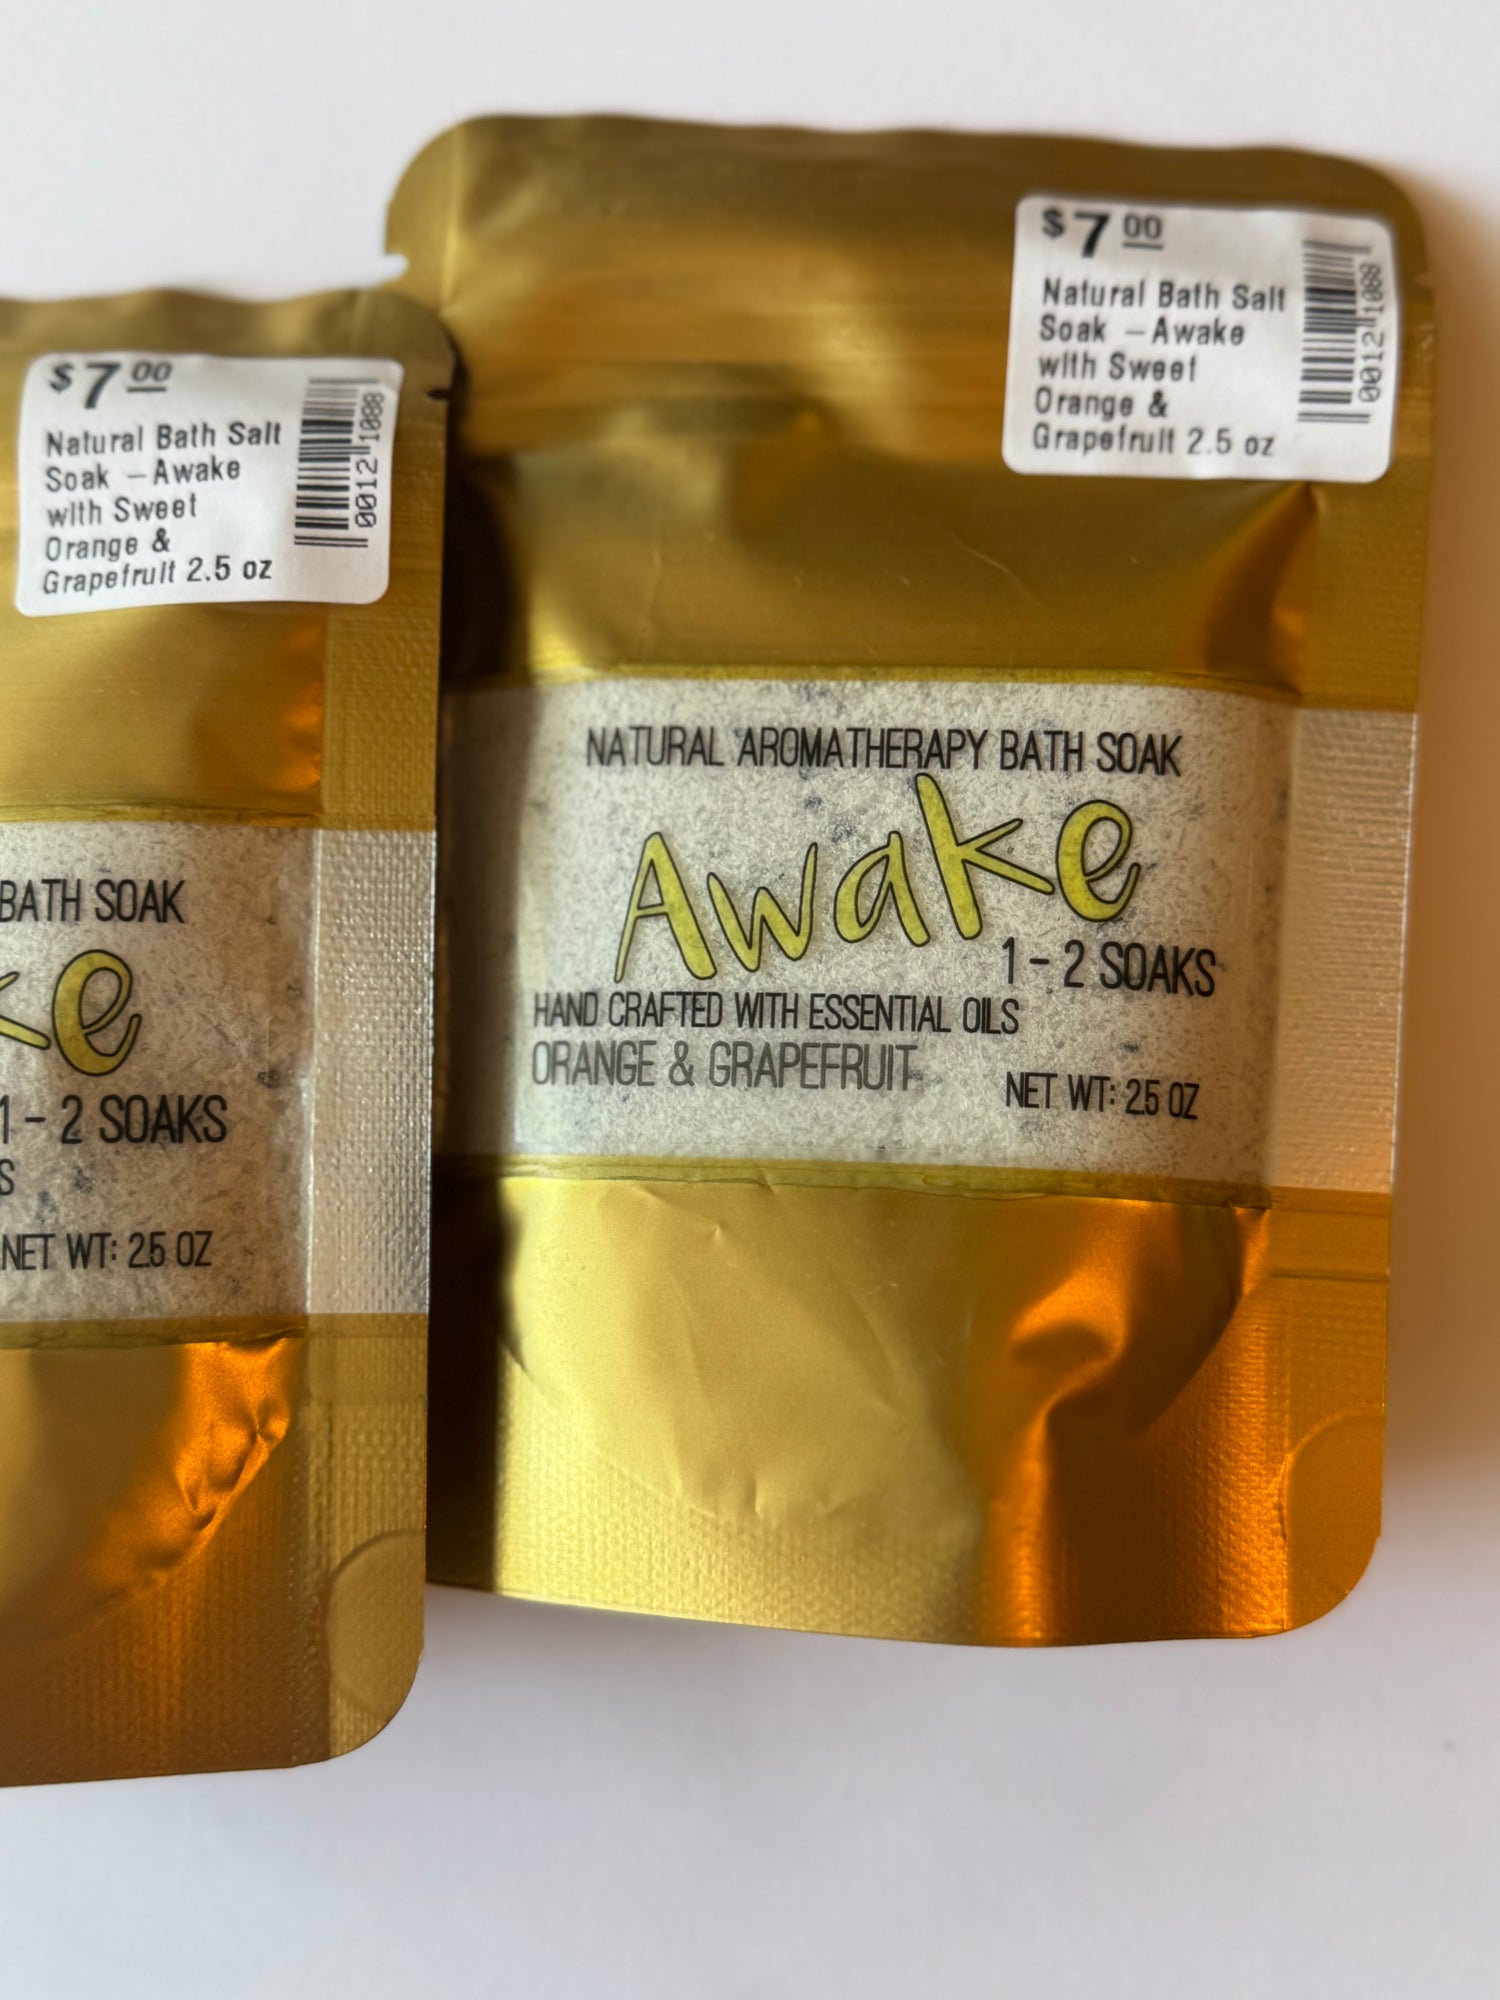 $7 00
Natural Bath Salt
Soak – Awake
with Sweet
Orange &
Grapefruit 2.5 oz
0012 1088
BATH SOAK
ke
1 - 2 SOAKS
S
NET WT: 2.5 OZ
$7 00
Natural Bath Salt
Soak – Awake
with Sweet
Orange &
Grapefruit 2.5 oz
0012 1088
NATURAL AROMATHERAPY BATH SOAK
Awake
1 - 2 SOAKS
HAND CRAFTED WITH ESSENTIAL OILS
ORANGE & GRAPEFRUIT
NET WT: 2.5 OZ